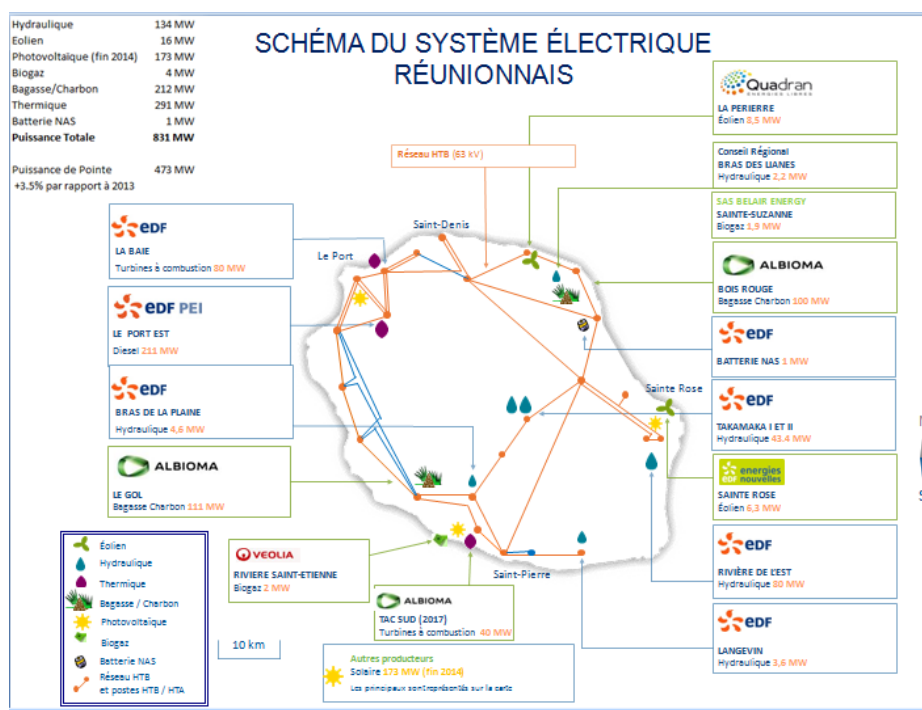 Hydraulique 134 MW
Eolien 16 MW
Photovoltaïque (fin 2014) 173 MW
Biogaz 4 MW
Bagasse/Charbon 212 MW
Thermique 291 MW
Batterie NAS 1 MW
Puissance Totale 831 MW
Puissance de Pointe 473 MW
+3.5% par rapport à 2013
SCHÉMA DU SYSTÈME ÉLECTRIQUE
RÉUNIONNAIS
Réseau HTB (63 kV)
Quadran
ENERGIES LIBRES
LA PERIERRE
Éolien 8,5 MW
Conseil Régional
BRAS DES LIANES
Hydraulique 2,2 MW
SAS BELAIR ENERGY
SAINTE-SUZANNE
Biogaz 1,9 MW
ALBIOMA
BOIS ROUGE
Bagasse Charbon 100 MW
EDF
BATTERIE NAS 1 MW
EDF
TAKAMAKA I ET II
Hydraulique 43.4 MW
EDF energies nouvelles
SAINTE ROSE
Éolien 6,3 MW
EDF
RIVIÈRE DE L'EST
Hydraulique 80 MW
EDF
LANGEVIN
Hydraulique 3,6 MW
EDF
LA BAIE
Turbines à combustion 80 MW
EDF PEI
LE PORT EST
Diesel 211 MW
EDF
BRAS DE LA PLAINE
Hydraulique 4,6 MW
ALBIOMA
LE GOL
Bagasse Charbon 111 MW
Saint-Denis
Le Port
Sainte Rose
Saint-Pierre
VEOLIA
RIVIERE SAINT-ETIENNE
Biogaz 2 MW
ALBIOMA
TAC SUD (2017)
Turbines à combustion 40 MW
Autres producteurs
Solaire 173 MW (fin 2014)
Les principaux sont représentés sur la carte
10 km
Éolien
Hydraulique
Thermique
Bagasse / Charbon
Photovoltaïque
Biogaz
Batterie NAS
Réseau HTB
et postes HTB / HTA